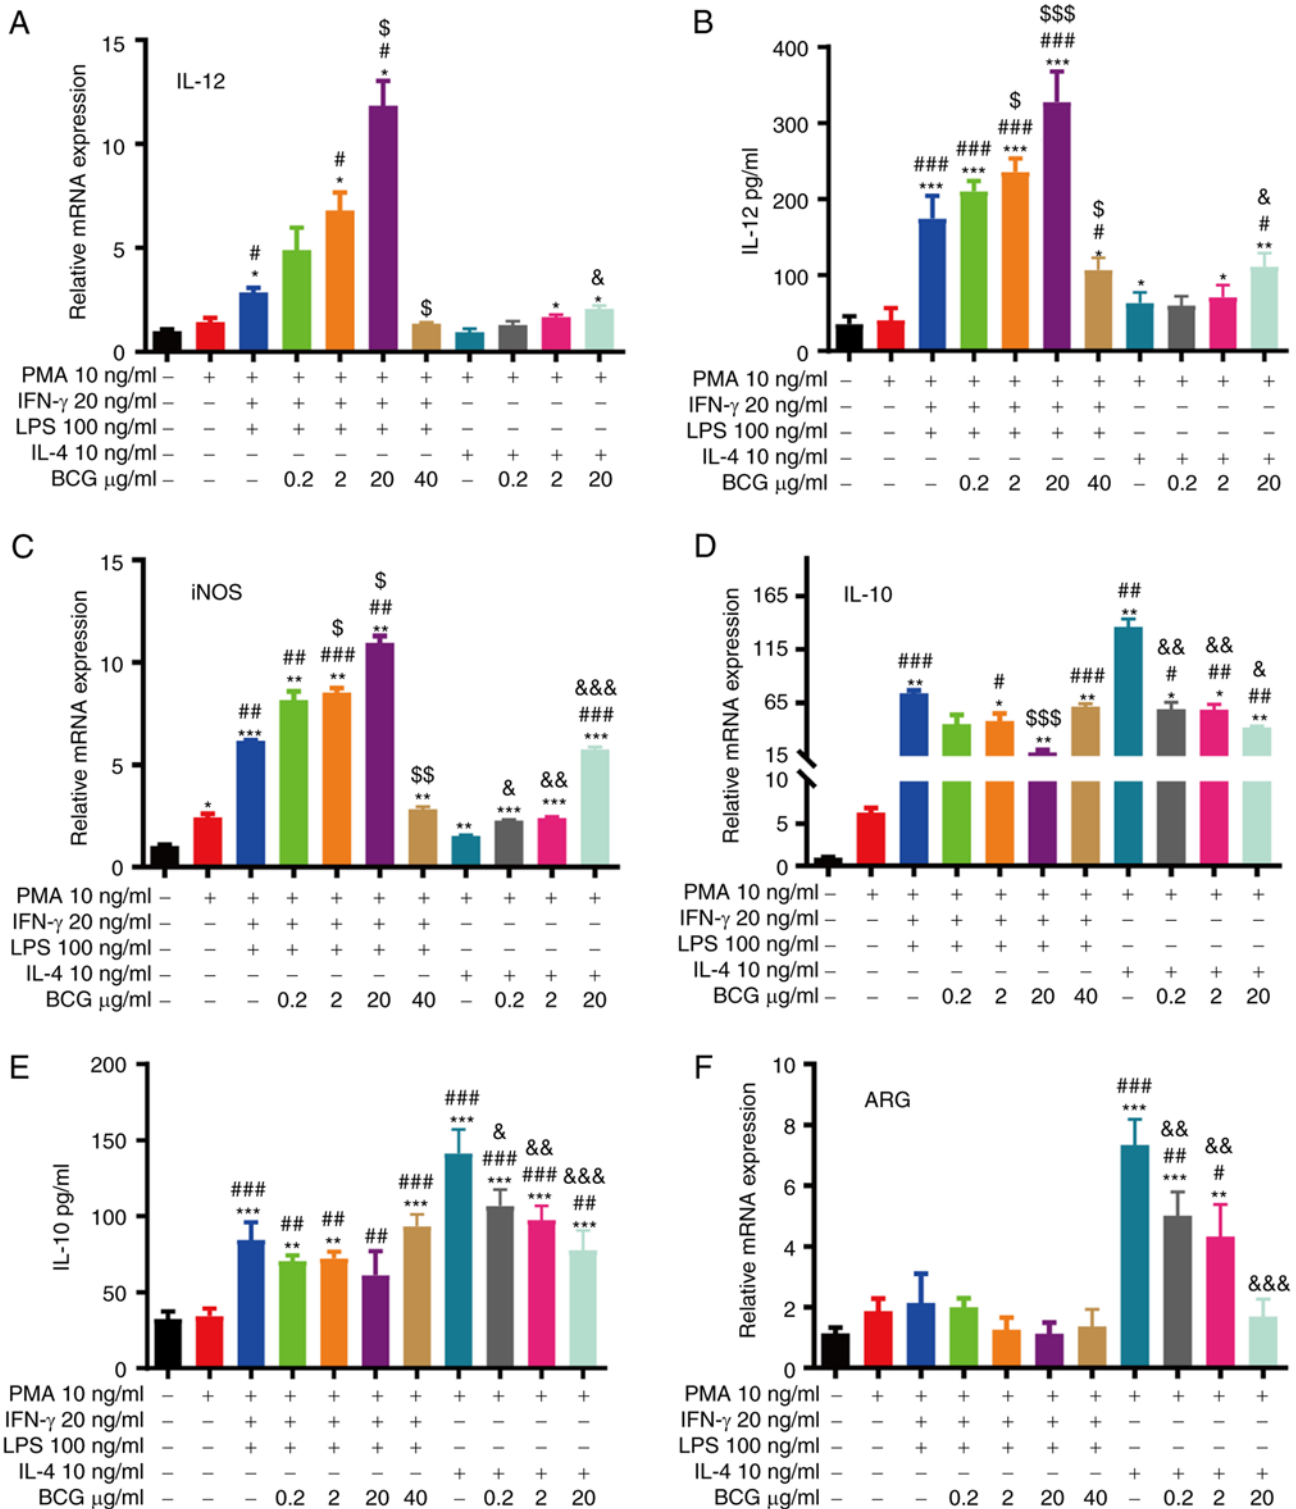 A
15
10
5
0
Relative mRNA expression
IL-12
#
*
#
*
$
#
*
$
*
&
*
PMA 10 ng/ml – + + + + + + + + + +
IFN-γ 20 ng/ml – – + + + + + – – – –
LPS 100 ng/ml – – + + + + + – – – –
IL-4 10 ng/ml – – – – – – – + + + +
BCG μg/ml – – – 0.2 2 20 40 – 0.2 2 20
B
400
300
200
100
0
IL-12 pg/ml
###
***
###
***
$
###
***
$$$
###
***
$
#
*
*
*
&
#
**
PMA 10 ng/ml – + + + + + + + + + +
IFN-γ 20 ng/ml – – + + + + + – – – –
LPS 100 ng/ml – – + + + + + – – – –
IL-4 10 ng/ml – – – – – – – + + + +
BCG μg/ml – – – 0.2 2 20 40 – 0.2 2 20
C
15
10
5
0
Relative mRNA expression
iNOS
*
##
***
##
**
$
###
**
$
##
**
$$
**
**
&
***
&&
***
&&&
###
***
PMA 10 ng/ml – + + + + + + + + + +
IFN-γ 20 ng/ml – – + + + + + – – – –
LPS 100 ng/ml – – + + + + + – – – –
IL-4 10 ng/ml – – – – – – – + + + +
BCG μg/ml – – – 0.2 2 20 40 – 0.2 2 20
D
165
115
65
15
10
5
0
Relative mRNA expression
IL-10
###
**
#
*
$$$
**
###
**
##
**
&&
#
*
&&
##
*
&
##
**
PMA 10 ng/ml – + + + + + + + + + +
IFN-γ 20 ng/ml – – + + + + + – – – –
LPS 100 ng/ml – – + + + + + – – – –
IL-4 10 ng/ml – – – – – – – + + + +
BCG μg/ml – – – 0.2 2 20 40 – 0.2 2 20
E
200
150
100
50
0
IL-10 pg/ml
###
***
##
**
##
**
##
###
***
###
***
&
###
***
&&
###
***
&&&
##
***
PMA 10 ng/ml – + + + + + + + + + +
IFN-γ 20 ng/ml – – + + + + + – – – –
LPS 100 ng/ml – – + + + + + – – – –
IL-4 10 ng/ml – – – – – – – + + + +
BCG μg/ml – – – 0.2 2 20 40 – 0.2 2 20
F
10
8
6
4
2
0
Relative mRNA expression
ARG
###
***
&&
##
***
&&
#
**
&&&
PMA 10 ng/ml – + + + + + + + + + +
IFN-γ 20 ng/ml – – + + + + + – – – –
LPS 100 ng/ml – – + + + + + – – – –
IL-4 10 ng/ml – – – – – – – + + + +
BCG μg/ml – – – 0.2 2 20 40 – 0.2 2 20